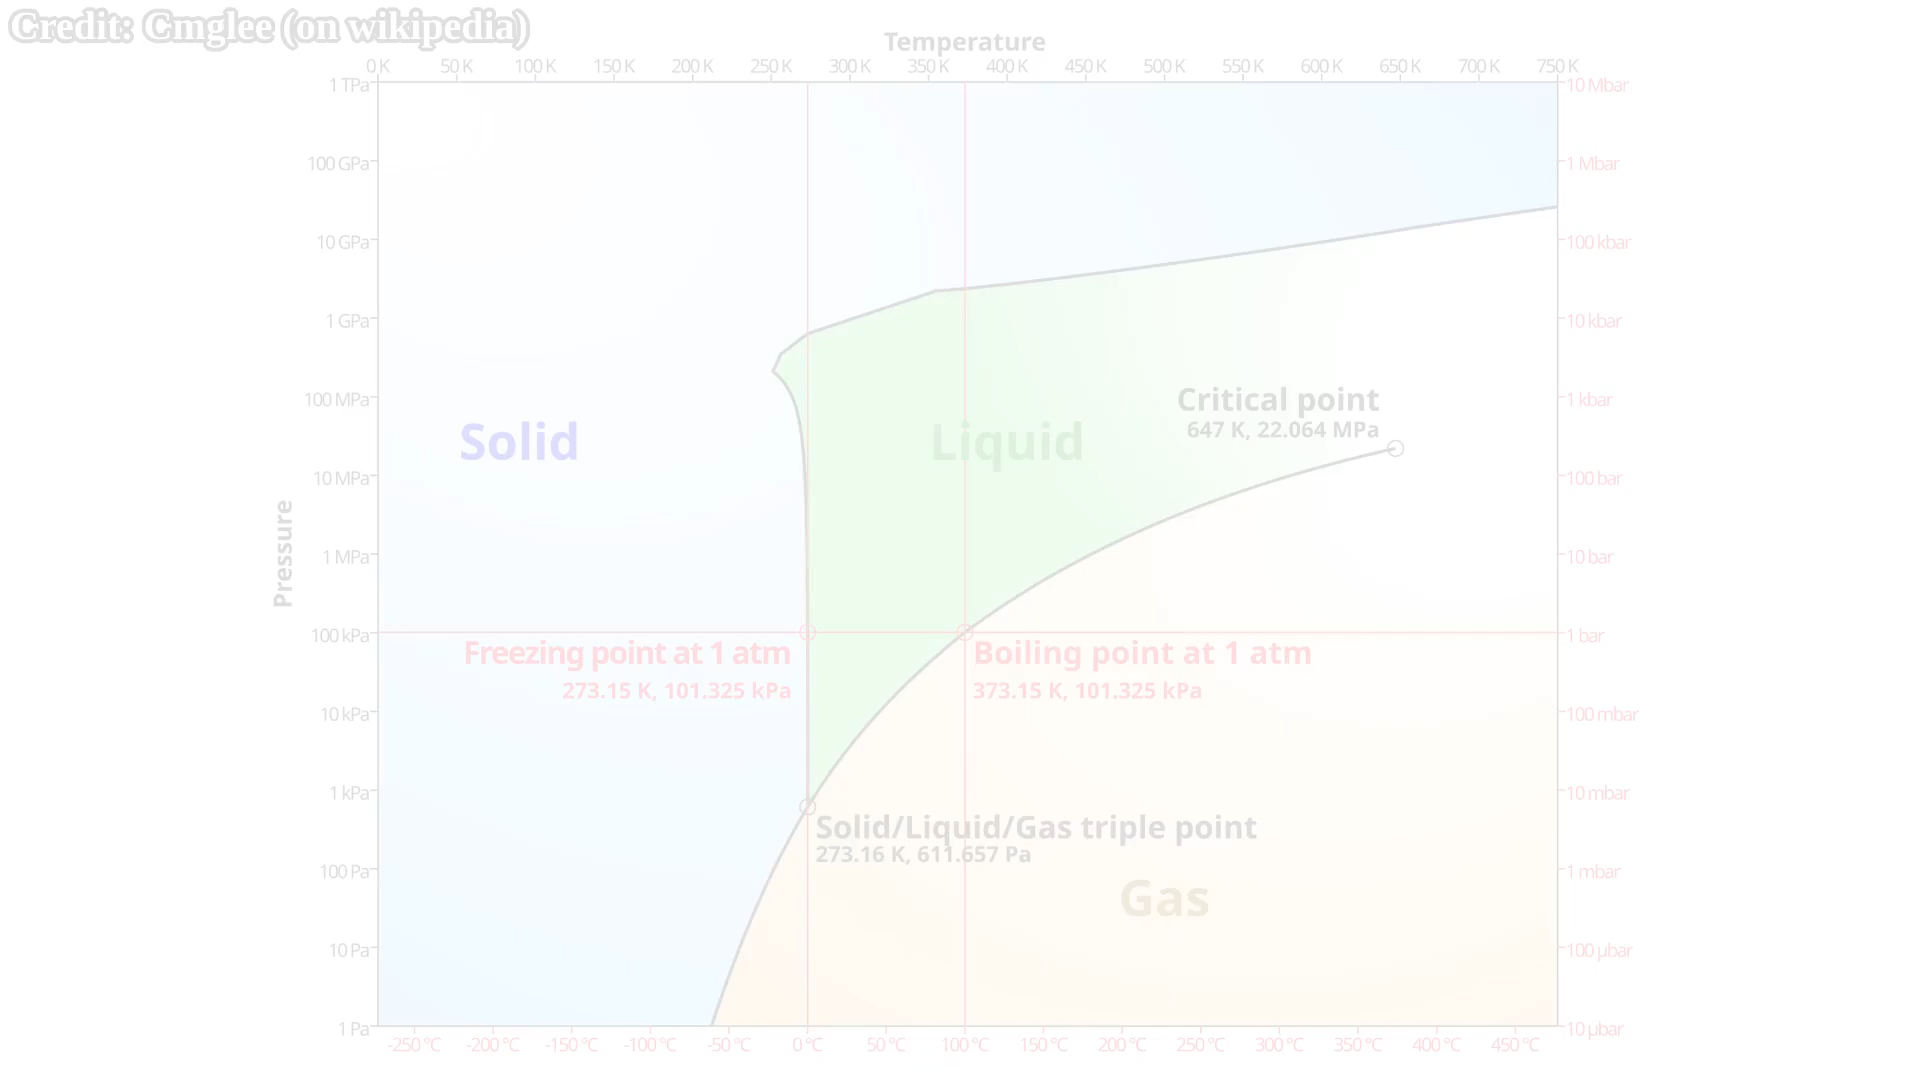 Credit: Cmglee (on wikipedia)
Temperature
0 K 50 K 100 K 150 K 200 K 250 K 300 K 350 K 400 K 450 K 500 K 550 K 600 K 650 K 700 K 750 K
1 TPa 10 Mbar
100 GPa 1 Mbar
10 GPa 100 kbar
1 GPa 10 kbar
100 MPa 1 kbar
Critical point
647 K, 22.064 MPa
Solid Liquid
10 MPa 100 bar
Pressure
1 MPa 10 bar
100 kPa 1 bar
Freezing point at 1 atm Boiling point at 1 atm
273.15 K, 101.325 kPa 373.15 K, 101.325 kPa
10 kPa 100 mbar
1 kPa 10 mbar
Solid/Liquid/Gas triple point
273.16 K, 611.657 Pa
100 Pa 1 mbar
Gas
10 Pa 100 µbar
1 Pa 10 µbar
-250 °C -200 °C -150 °C -100 °C -50 °C 0 °C 50 °C 100 °C 150 °C 200 °C 250 °C 300 °C 350 °C 400 °C 450 °C